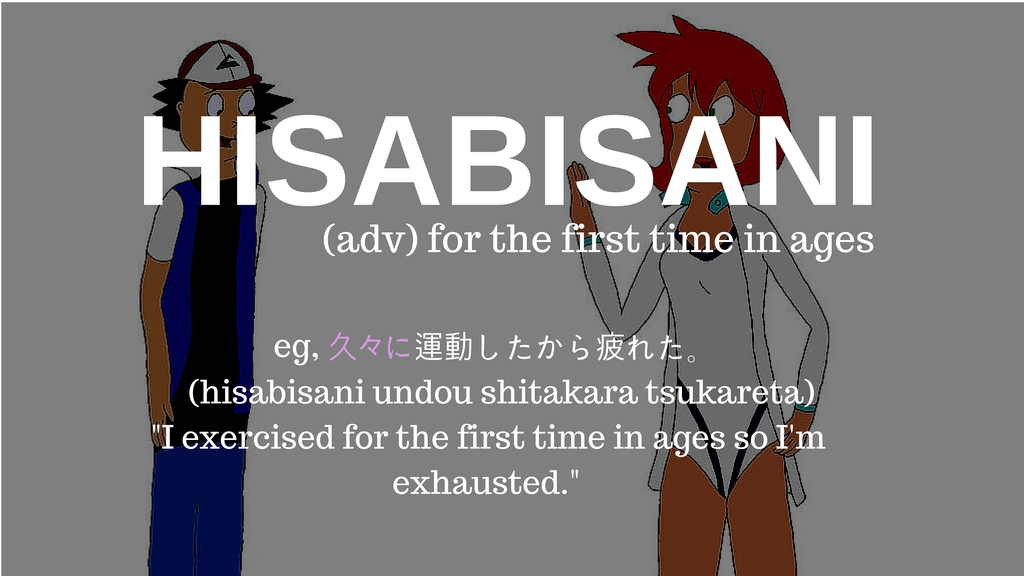 HISABISANI
(adv) for the first time in ages
eg, 久々に運動したから疲れた。
(hisabisani undou shitakara tsukareta)
"I exercised for the first time in ages so I'm
exhausted."